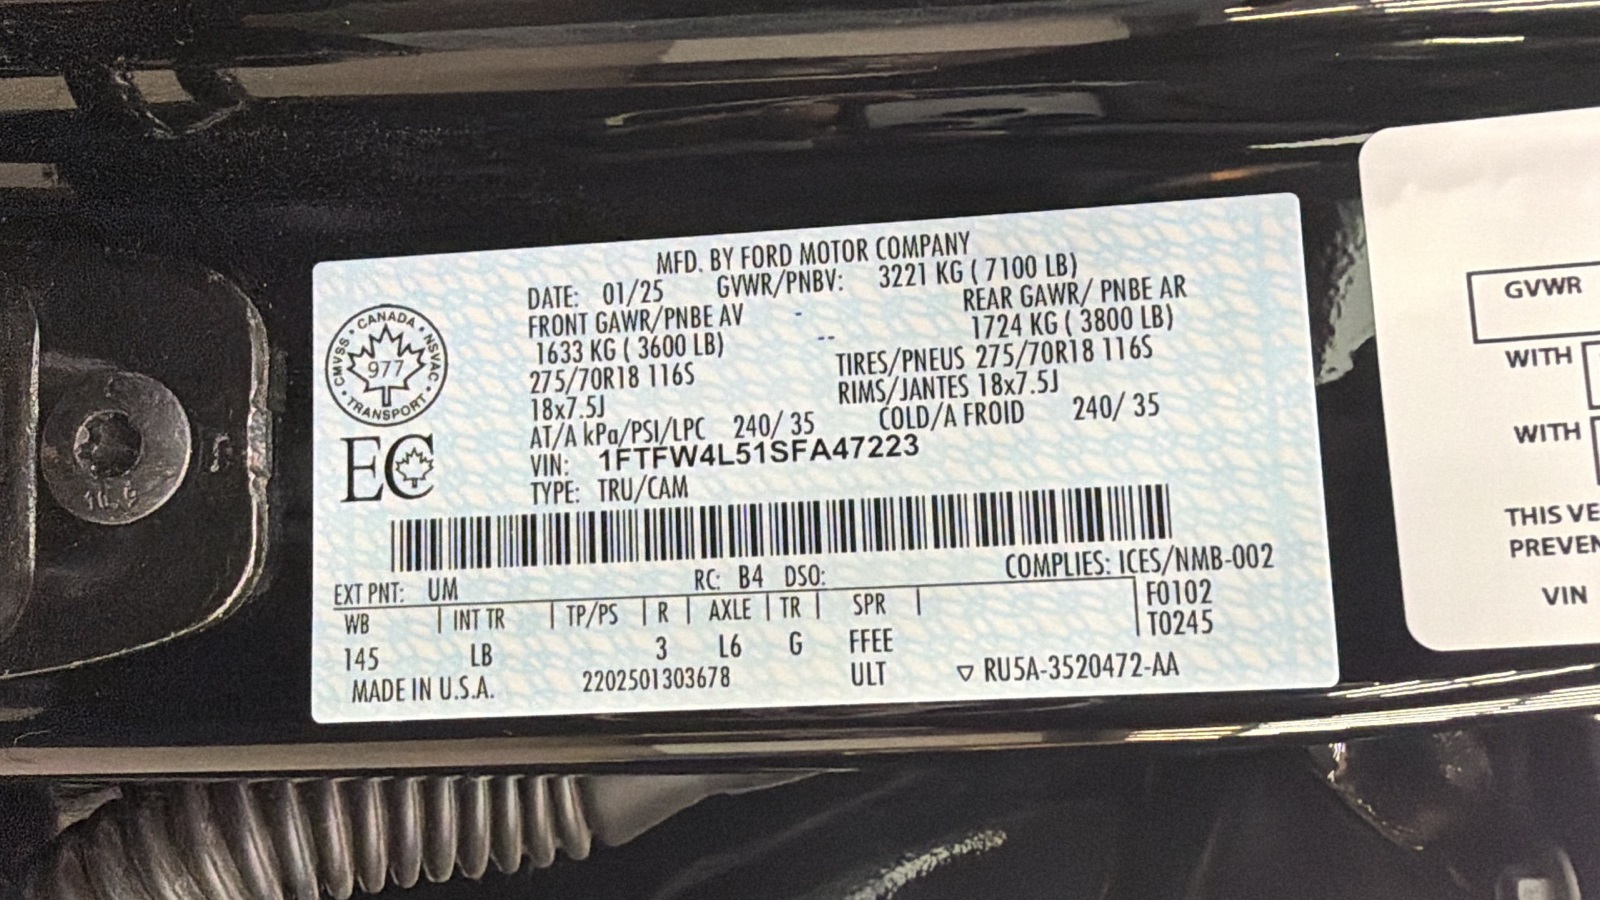 MFD. BY FORD MOTOR COMPANY
DATE: 01/25 GVWR/PNBV: 3221 KG ( 7100 LB)
FRONT GAWR/PNBE AV - REAR GAWR/ PNBE AR
1633 KG ( 3600 LB) -- 1724 KG ( 3800 LB)
275/70R18 116S TIRES/PNEUS 275/70R18 116S
18x7.5J RIMS/JANTES 18x7.5J
AT/A kPa/PSI/LPC 240/ 35 COLD/A FROID 240/ 35
VIN: 1FTFW4L51SFA47223
TYPE: TRU/CAM
CANADA
CMVSS · NSVAC
977
TRANSPORT
EC
EXT PNT: UM RC: B4 DSO: COMPLIES: ICES/NMB-002
WB | INT TR | TP/PS | R | AXLE | TR | SPR | F0102
T0245
145 LB 3 L6 G FFEE
MADE IN U.S.A. 2202501303678 ULT ▽ RU5A-3520472-AA
GVWR
WITH
WITH
THIS VE
PREVEN
VIN